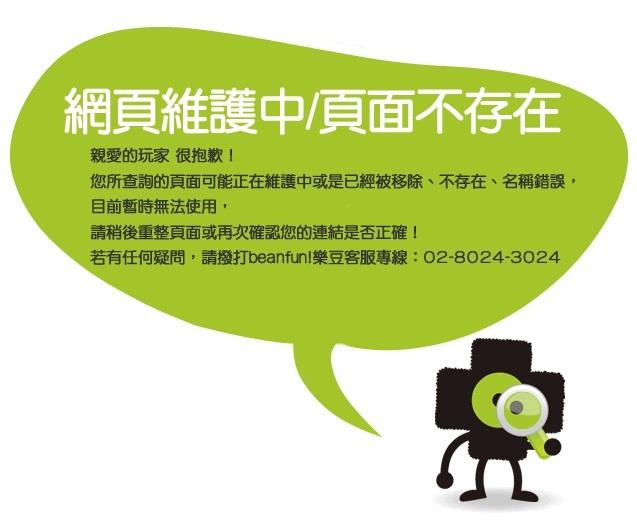 網頁維護中/頁面不存在
親愛的玩家 很抱歉！
您所查詢的頁面可能正在維護中或是已經被移除、不存在、名稱錯誤，
目前暫時無法使用，
請稍後重整頁面或再次確認您的連結是否正確！
若有任何疑問，請撥打beanfun!樂豆客服專線：02-8024-3024